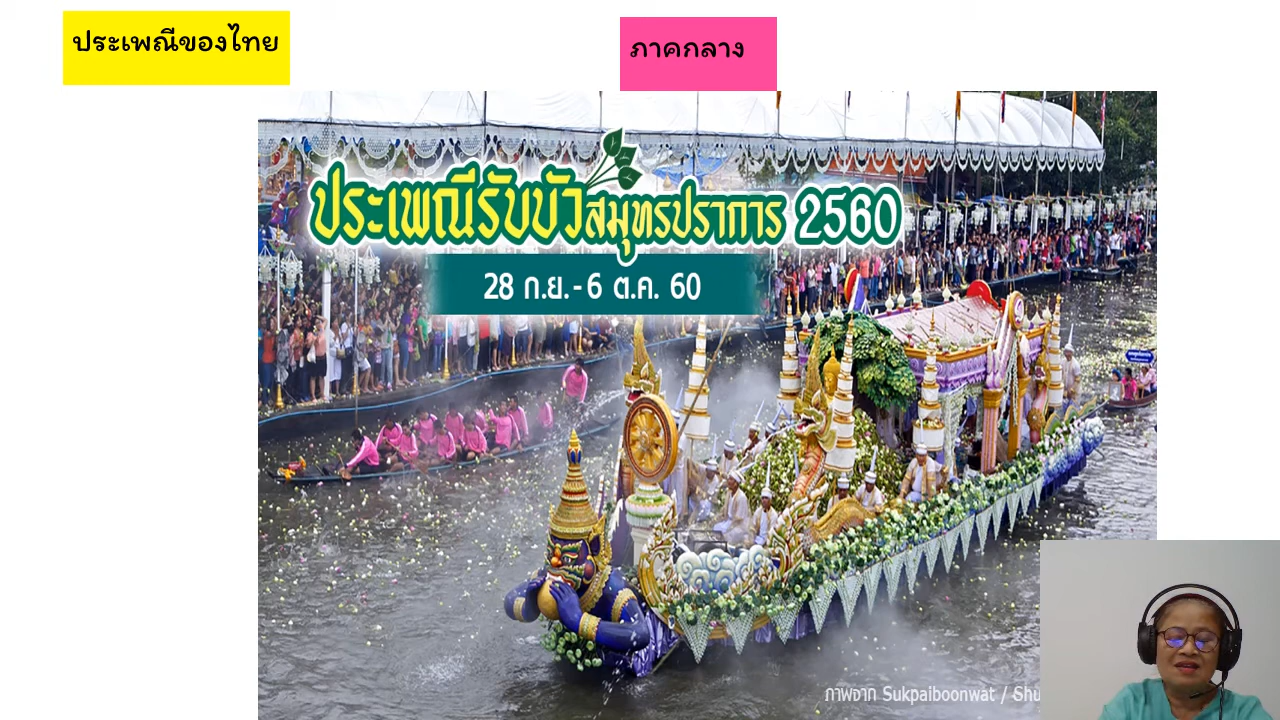 ประเพณีของไทย
ภาคกลาง
ประเพณีรับบัวสมุทรปราการ 2560
28 ก.ย. - 6 ต.ค. 60
ภาพจาก Sukpaiboonwat / Shu